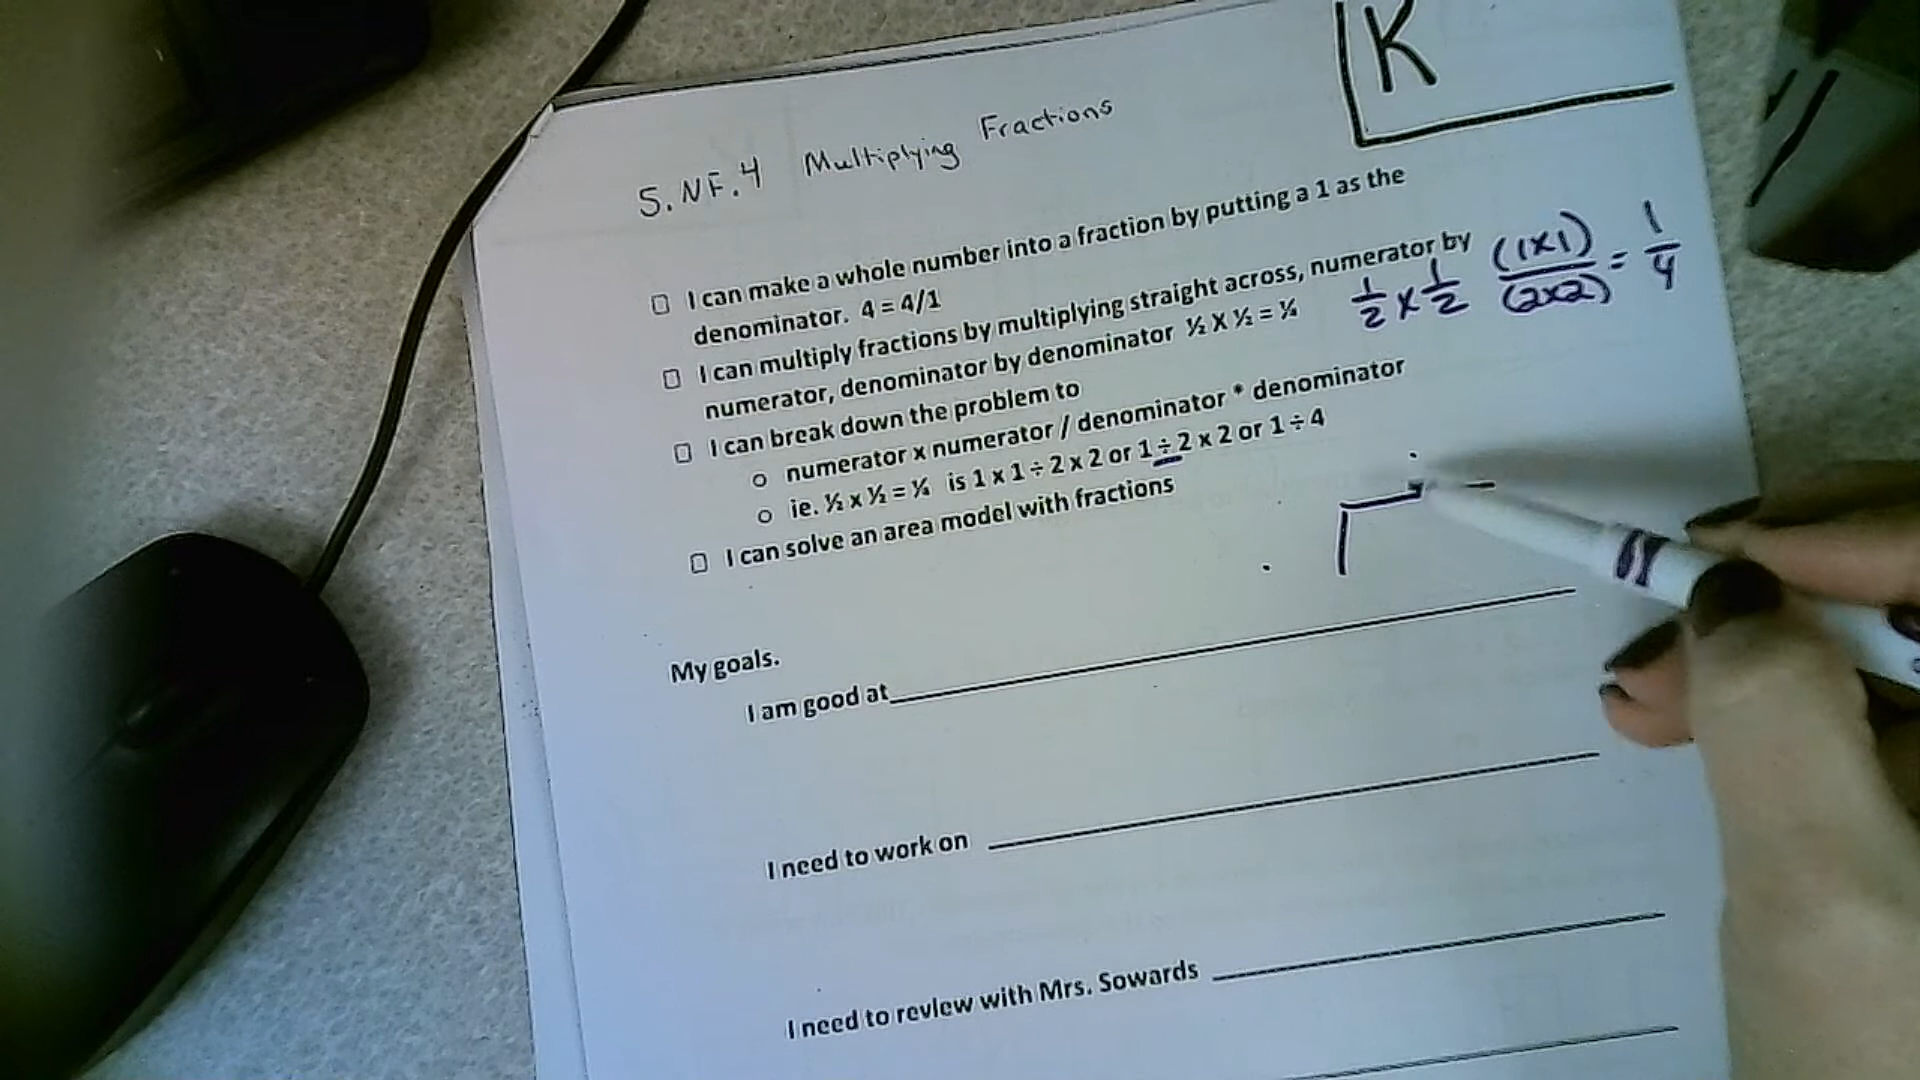 K
5.NF.4 Multiplying Fractions
I can make a whole number into a fraction by putting a 1 as the
denominator. 4 = 4/1
I can multiply fractions by multiplying straight across, numerator by
numerator, denominator by denominator ½ X ½ = ¼
1/2 x 1/2 (1x1)/(2x2) = 1/4
I can break down the problem to
numerator x numerator / denominator * denominator
ie. ½ x ½ = ¼ is 1 x 1 ÷ 2 x 2 or 1 ÷ 2 x 2 or 1 ÷ 4
I can solve an area model with fractions
My goals.
I am good at
I need to work on
I need to review with Mrs. Sowards